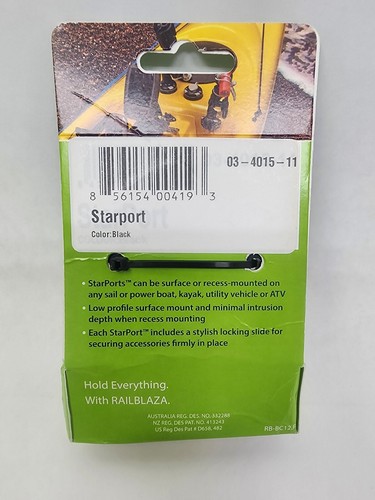 03-4015-11
8 56154 00419 3
Starport
Color: Black
• StarPorts™ can be surface or recess-mounted on
any sail or power boat, kayak, utility vehicle or ATV
• Low profile surface mount and minimal intrusion
depth when recess mounting
• Each StarPort™ includes a stylish locking slide for
securing accessories firmly in place
Hold Everything.
With RAILBLAZA.
AUSTRALIA REG. DES. NO. 332288
NZ REG, DES PAT NO. 413243
US Reg Des Pat # D658, 482